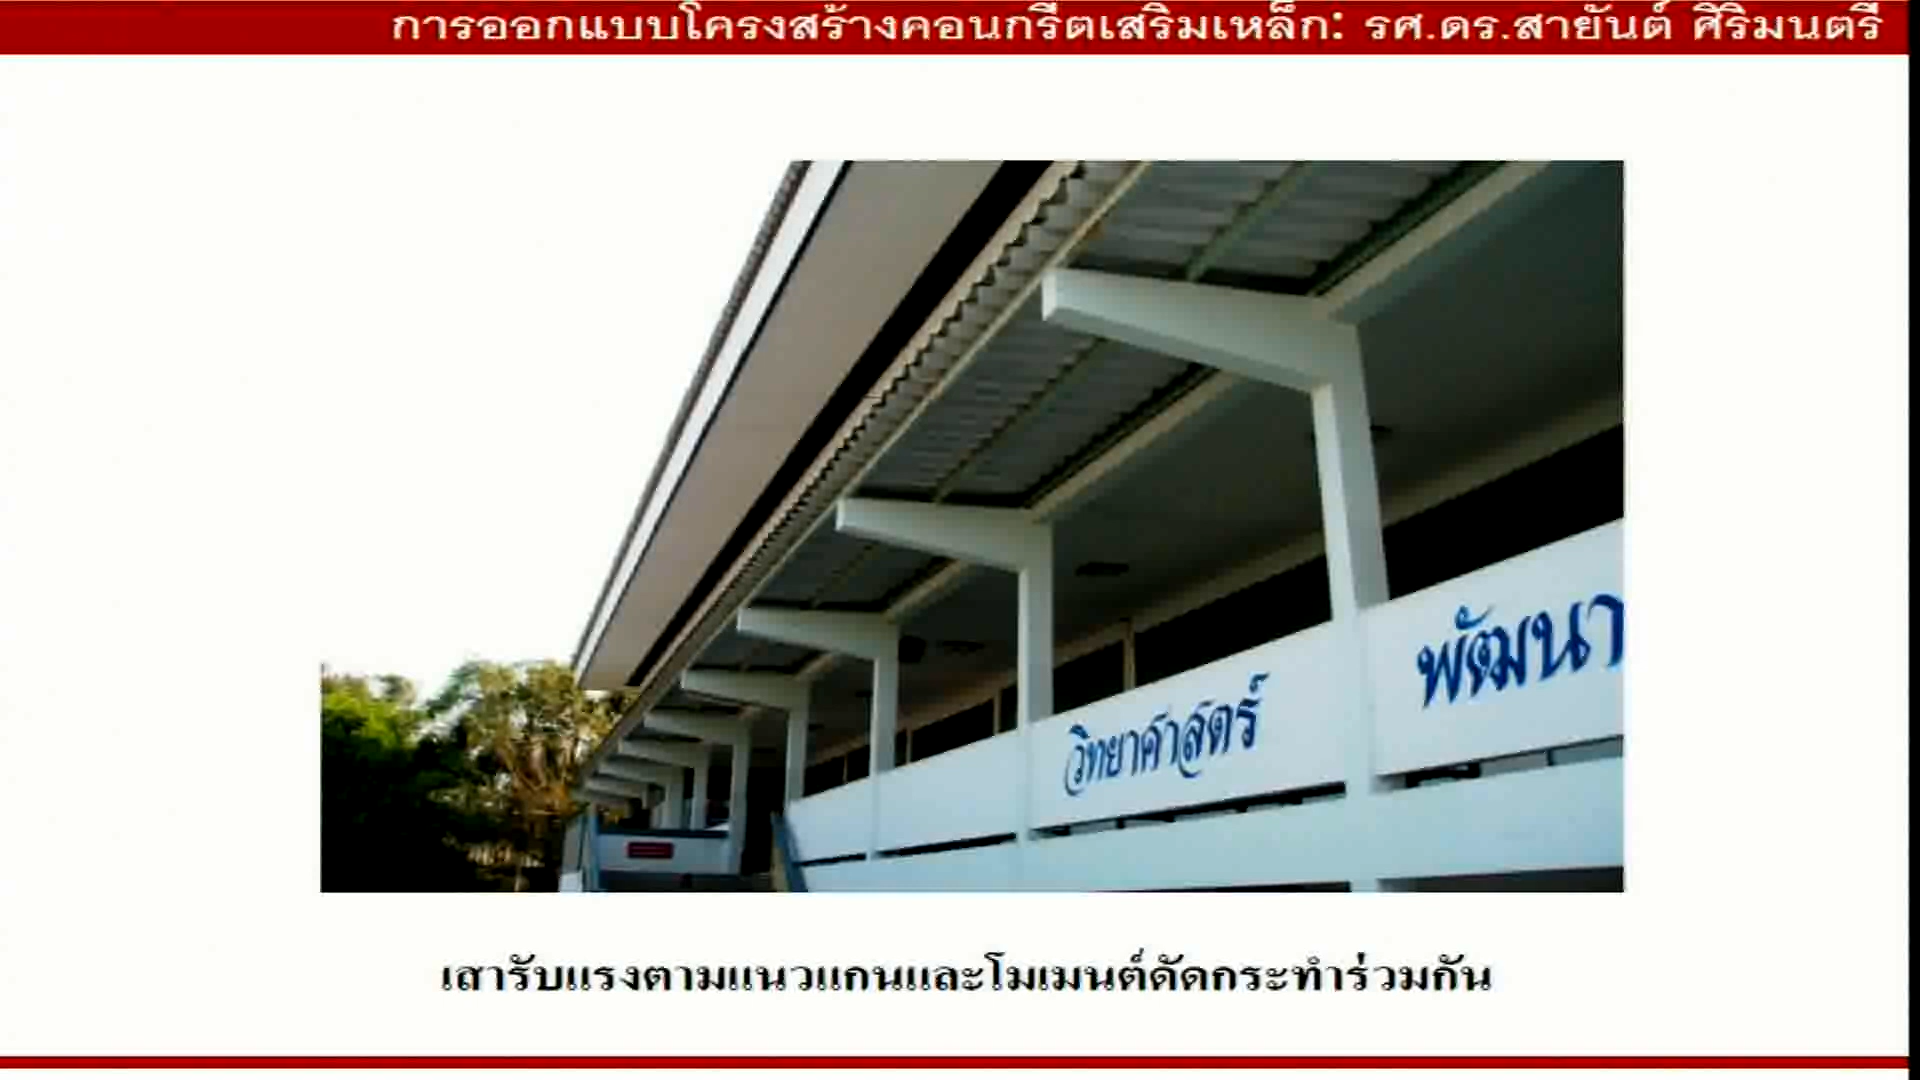 การออกแบบโครงสร้างคอนกรีตเสริมเหล็ก: รศ.ดร.สายันต์ ศิริมนตรี
วิทยาศาสตร์ พัฒนา
เสารับแรงตามแนวแกนและโมเมนต์ดัดกระทำร่วมกัน